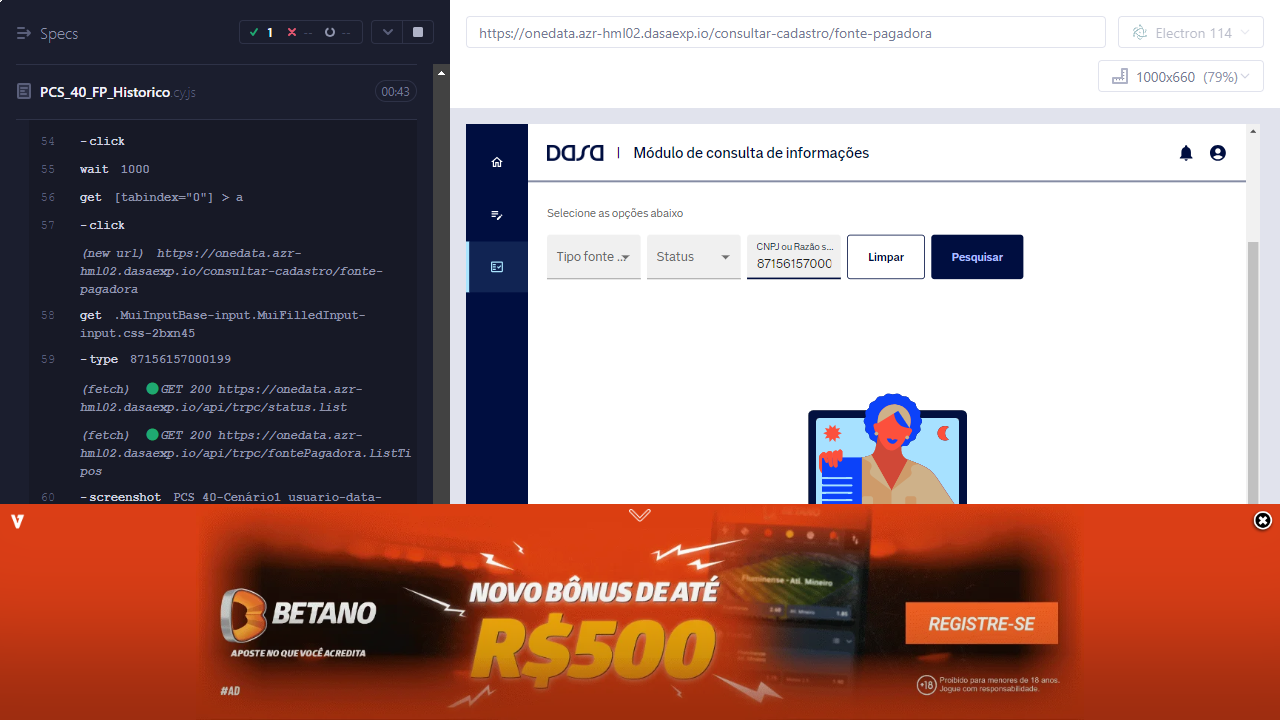 Specs
1
--
--
PCS_40_FP_Historico.cy.js
00:43
54 -click
55 wait 1000
56 get [tabindex="0"] > a
57 -click
(new url) https://onedata.azr-
hml02.dasaexp.io/consultar-cadastro/fonte-
pagadora
58 get .MuiInputBase-input.MuiFilledInput-
input.css-2bxn45
59 -type 87156157000199
(fetch) GET 200 https://onedata.azr-
hml02.dasaexp.io/api/trpc/status.list
(fetch) GET 200 https://onedata.azr-
hml02.dasaexp.io/api/trpc/fontePagadora.listTi
pos
60 -screenshot PCS_40-Cenário1_usuario-data-
https://onedata.azr-hml02.dasaexp.io/consultar-cadastro/fonte-pagadora
Electron 114
1000x660 (79%)
DASA | Módulo de consulta de informações
Selecione as opções abaixo
Tipo fonte ...
Status
CNPJ ou Razão s...
87156157000
Limpar
Pesquisar
V
BETANO
APOSTE NO QUE VOCÊ ACREDITA
#AD
NOVO BÔNUS DE ATÉ
R$500
BETANO
Fluminense - Atl. Mineiro
REGISTRE-SE
+18 Proibido para menores de 18 anos.
Jogue com responsabilidade.